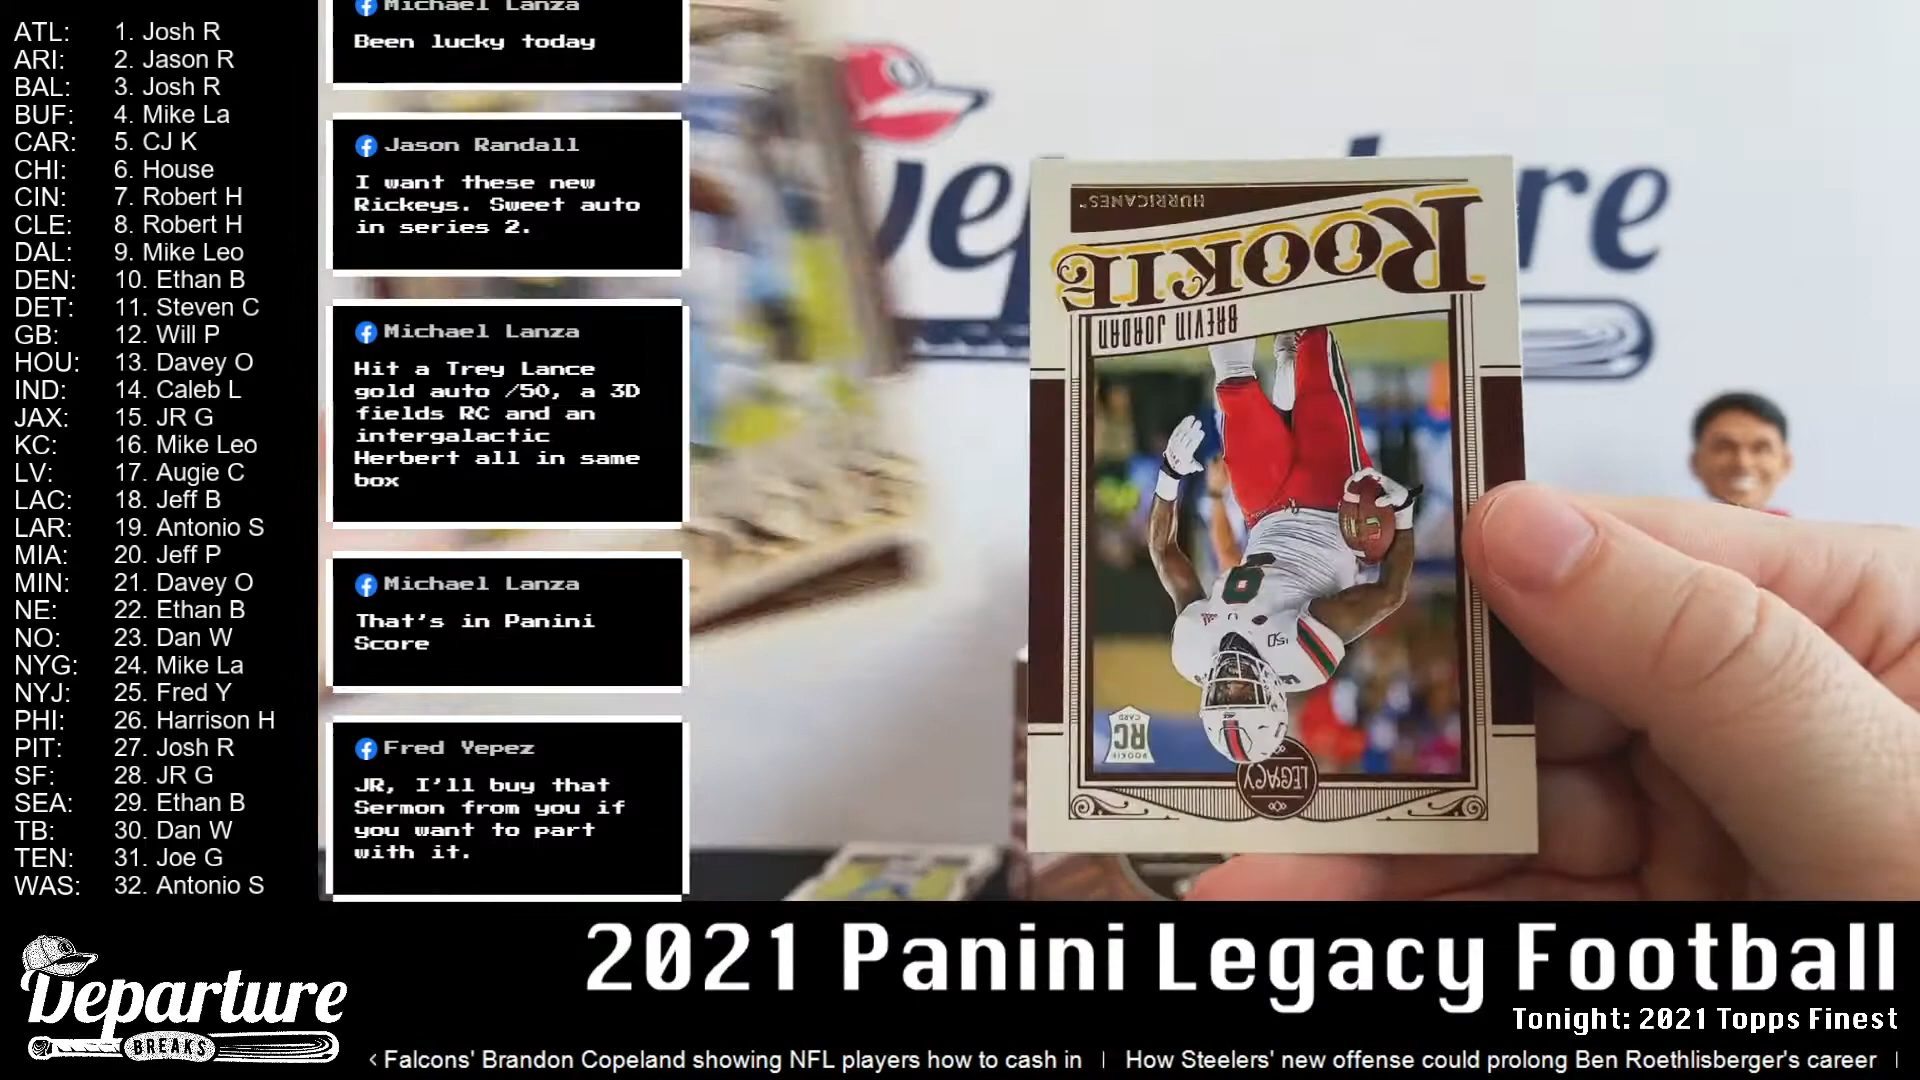 ATL: 1. Josh R
ARI: 2. Jason R
BAL: 3. Josh R
BUF: 4. Mike La
CAR: 5. CJ K
CHI: 6. House
CIN: 7. Robert H
CLE: 8. Robert H
DAL: 9. Mike Leo
DEN: 10. Ethan B
DET: 11. Steven C
GB: 12. Will P
HOU: 13. Davey O
IND: 14. Caleb L
JAX: 15. JR G
KC: 16. Mike Leo
LV: 17. Augie C
LAC: 18. Jeff B
LAR: 19. Antonio S
MIA: 20. Jeff P
MIN: 21. Davey O
NE: 22. Ethan B
NO: 23. Dan W
NYG: 24. Mike La
NYJ: 25. Fred Y
PHI: 26. Harrison H
PIT: 27. Josh R
SF: 28. JR G
SEA: 29. Ethan B
TB: 30. Dan W
TEN: 31. Joe G
WAS: 32. Antonio S
Michael Lanza
Been lucky today
Jason Randall
I want these new
Rickeys. Sweet auto
in series 2.
Michael Lanza
Hit a Trey Lance
gold auto /50, a 3D
fields RC and an
intergalactic
Herbert all in same
box
Michael Lanza
That's in Panini
Score
Fred Yepez
JR, I'll buy that
Sermon from you if
you want to part
with it.
HURRICANES
ROOKIE
BREVIN JORDAN
RC
ROOKIE
CARD
LEGACY
Departure
BREAKS
2021 Panini Legacy Football
Tonight: 2021 Topps Finest
‹ Falcons' Brandon Copeland showing NFL players how to cash in | How Steelers' new offense could prolong Ben Roethlisberger's career |